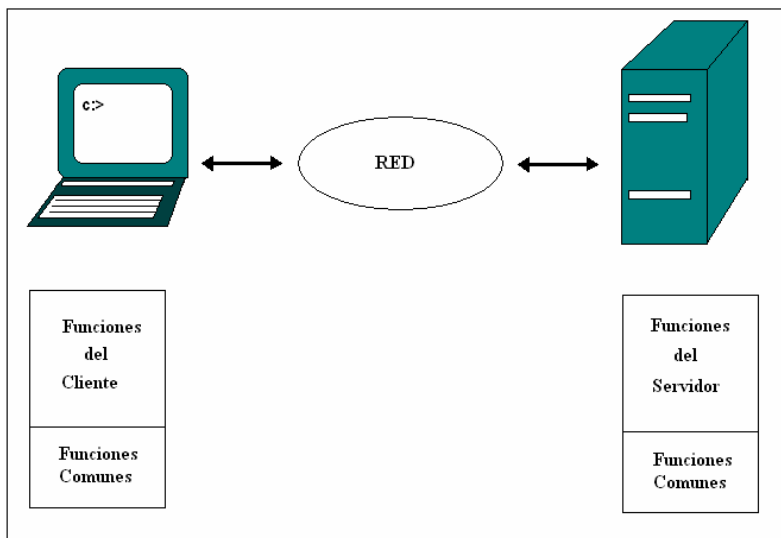 c:>
RED
Funciones
del
Cliente
Funciones
Comunes
Funciones
del
Servidor
Funciones
Comunes